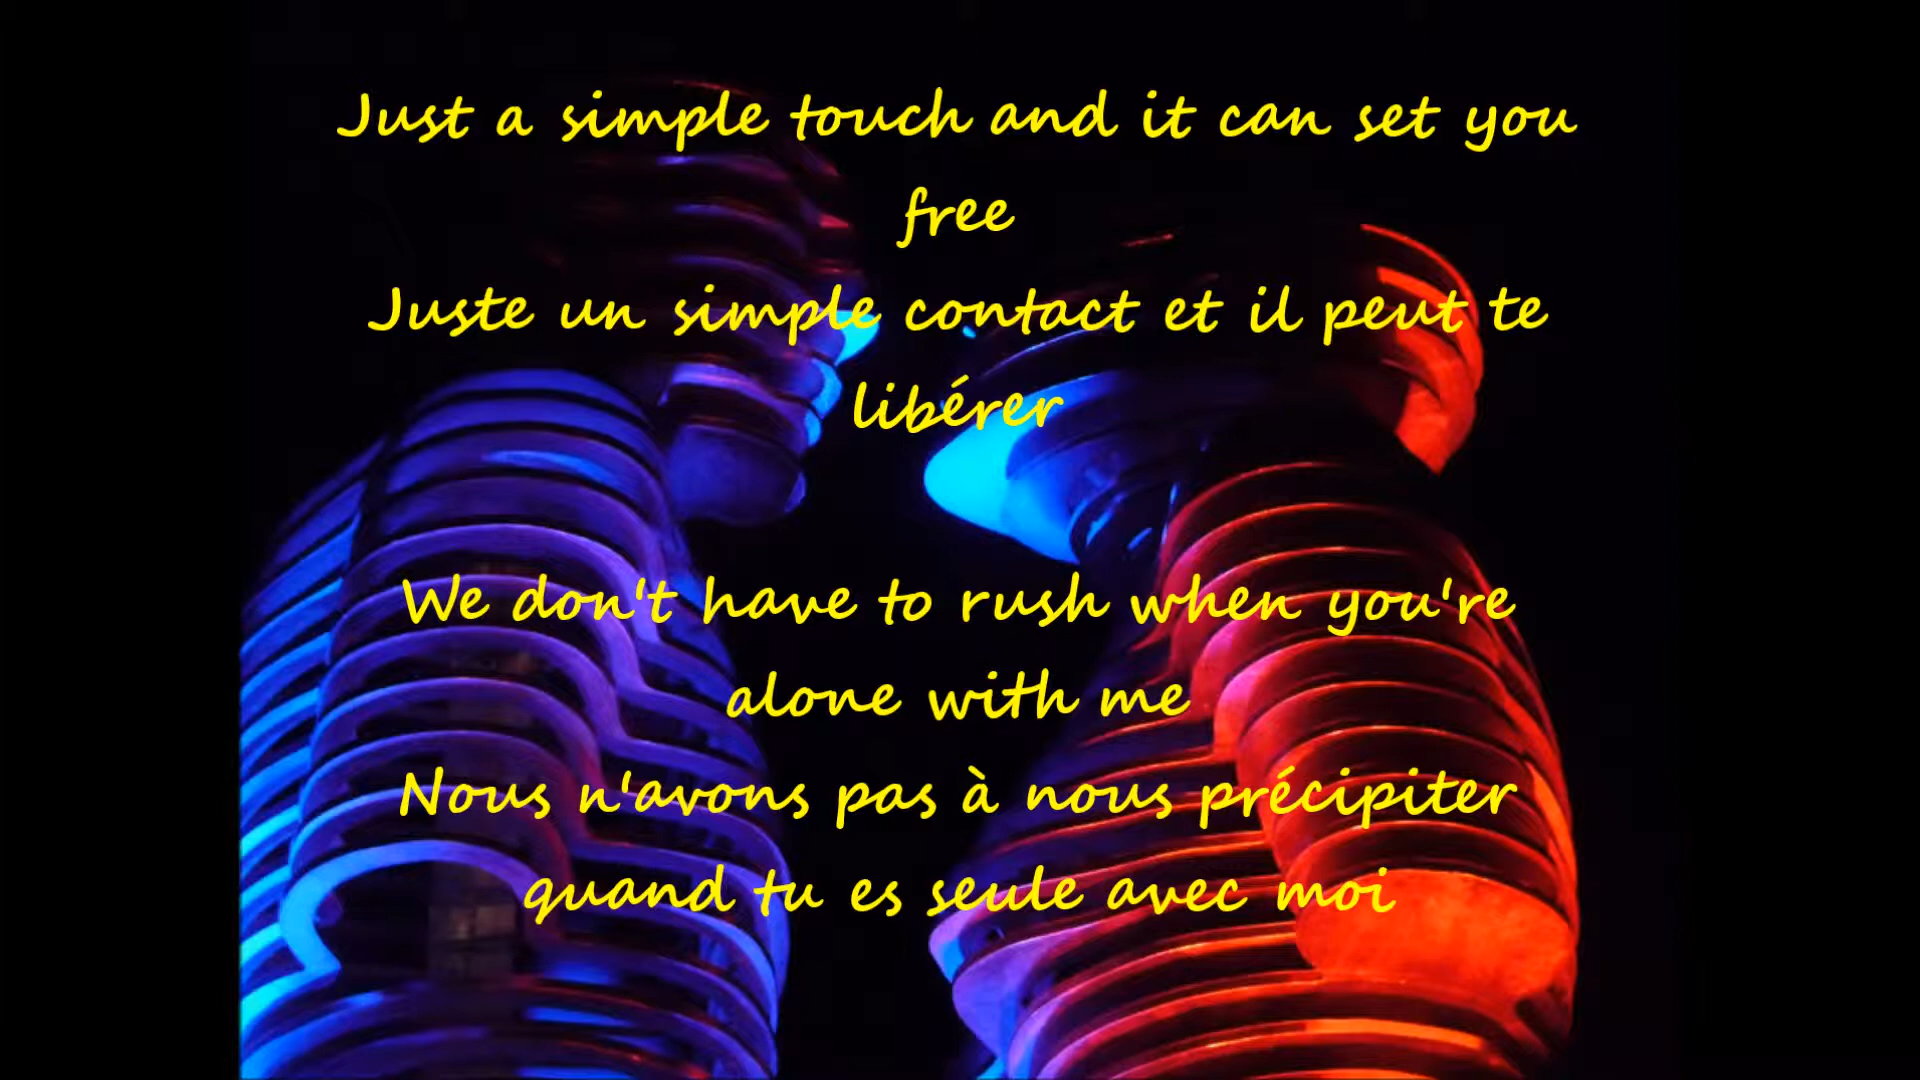 Just a simple touch and it can set you
free
Juste un simple contact et il peut te
libérer
We don't have to rush when you're
alone with me
Nous n'avons pas à nous précipiter
quand tu es seule avec moi